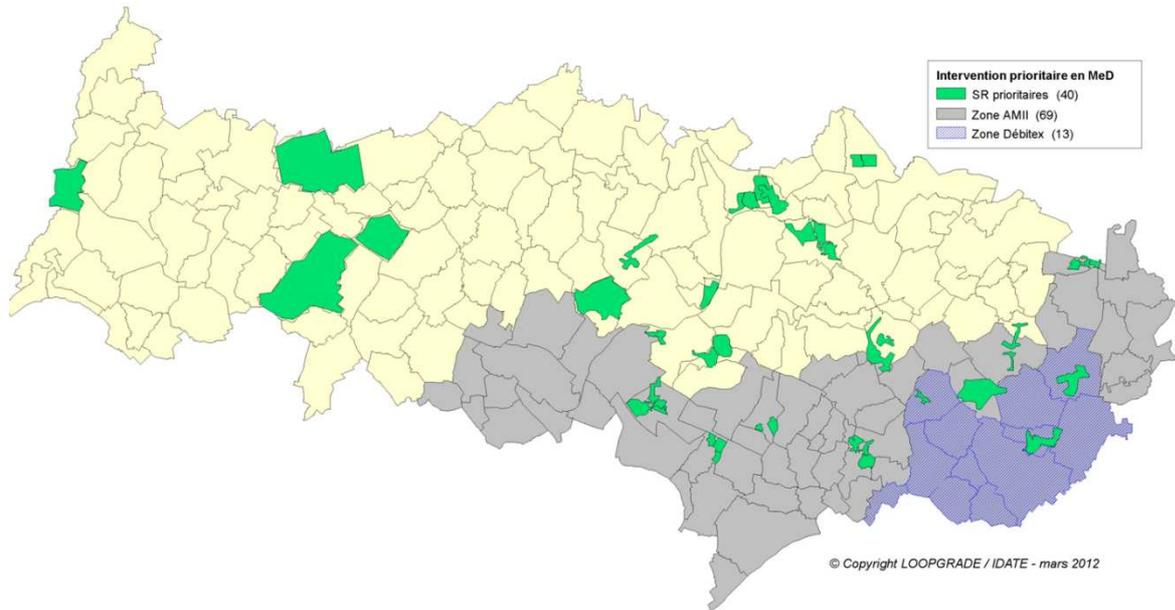 Intervention prioritaire en MeD
SR prioritaires (40)
Zone AMII (69)
Zone Débitex (13)
© Copyright LOOPGRADE / IDATE - mars 2012